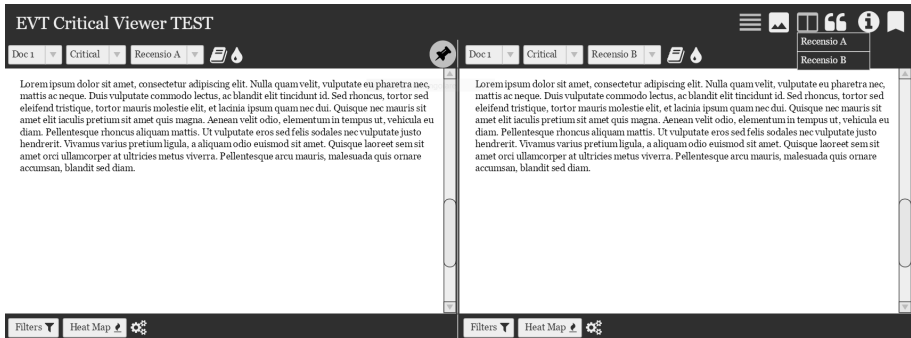 EVT Critical Viewer TEST
Recensio A
Recensio B
Doc 1 Critical Recensio A
Lorem ipsum dolor sit amet, consectetur adipiscing elit. Nulla quam velit, vulputate eu pharetra nec,
mattis ac neque. Duis vulputate commodo lectus, ac blandit elit tincidunt id. Sed rhoncus, tortor sed
eleifend tristique, tortor mauris molestie elit, et lacinia ipsum quam nec dui. Quisque nec mauris sit
amet elit iaculis pretium sit amet quis magna. Aenean velit odio, elementum in tempus ut, vehicula eu
diam. Pellentesque rhoncus aliquam mattis. Ut vulputate eros sed felis sodales nec vulputate justo
hendrerit. Vivamus varius pretium ligula, a aliquam odio euismod sit amet. Quisque laoreet sem sit
amet orci ullamcorper at ultricies metus viverra. Pellentesque arcu mauris, malesuada quis ornare
accumsan, blandit sed diam.
Filters Heat Map
Doc 1 Critical Recensio B
Lorem ipsum dolor sit amet, consectetur adipiscing elit. Nulla quam velit, vulputate eu pharetra nec,
mattis ac neque. Duis vulputate commodo lectus, ac blandit elit tincidunt id. Sed rhoncus, tortor sed
eleifend tristique, tortor mauris molestie elit, et lacinia ipsum quam nec dui. Quisque nec mauris sit
amet elit iaculis pretium sit amet quis magna. Aenean velit odio, elementum in tempus ut, vehicula eu
diam. Pellentesque rhoncus aliquam mattis. Ut vulputate eros sed felis sodales nec vulputate justo
hendrerit. Vivamus varius pretium ligula, a aliquam odio euismod sit amet. Quisque laoreet sem sit
amet orci ullamcorper at ultricies metus viverra. Pellentesque arcu mauris, malesuada quis ornare
accumsan, blandit sed diam.
Filters Heat Map